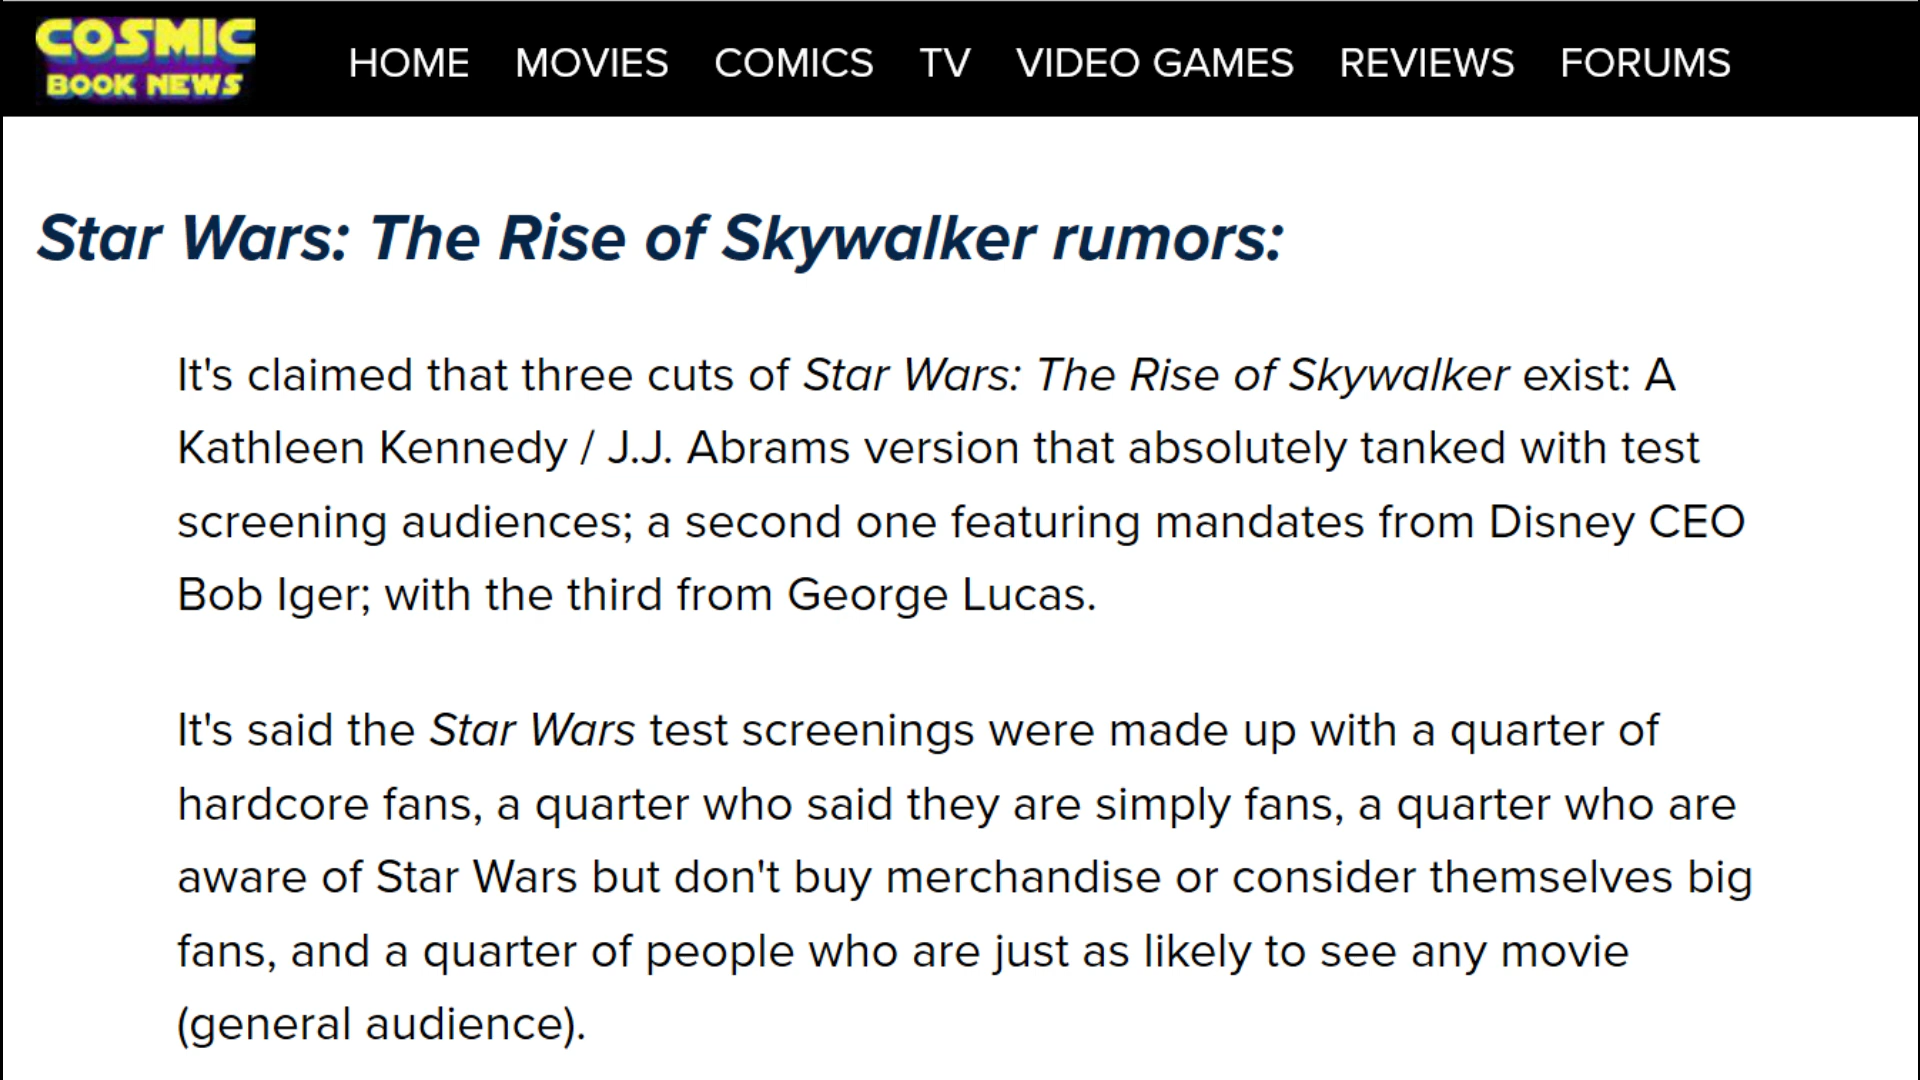 COSMIC
BOOK NEWS
HOME MOVIES COMICS TV VIDEO GAMES REVIEWS FORUMS
Star Wars: The Rise of Skywalker rumors:
It's claimed that three cuts of Star Wars: The Rise of Skywalker exist: A
Kathleen Kennedy / J.J. Abrams version that absolutely tanked with test
screening audiences; a second one featuring mandates from Disney CEO
Bob Iger; with the third from George Lucas.
It's said the Star Wars test screenings were made up with a quarter of
hardcore fans, a quarter who said they are simply fans, a quarter who are
aware of Star Wars but don't buy merchandise or consider themselves big
fans, and a quarter of people who are just as likely to see any movie
(general audience).